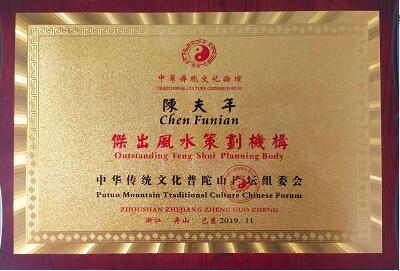 中華傳統文化論壇
TRADITIONAL CULTURE CHINESE FORUM
陳夫年
Chen Funian
傑出風水策劃機構
Outstanding Feng Shui Planning Body
中华传统文化普陀山广坛组委会
Putuo Mountain Traditional Culture Chinese Forum
ZHOUSHAN ZHEJIANG ZHENG GUO ZHENG
浙江 舟山 己亥 2019. 11